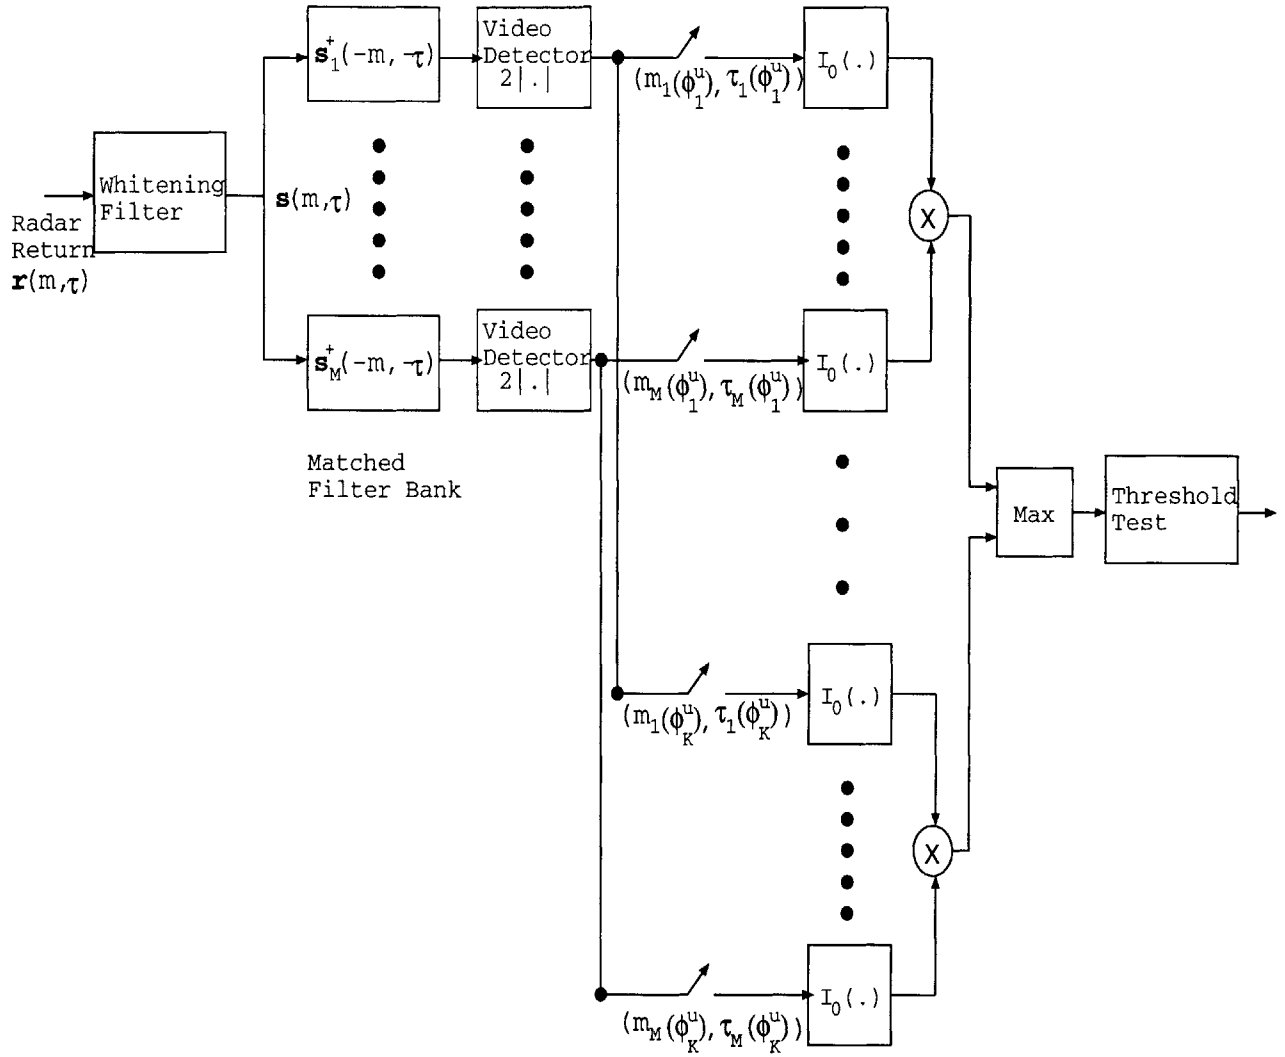 Video
Detector
2|.|
s₁⁺(-m, -τ)
(m₁(ϕ₁ᵘ), τ₁(ϕ₁ᵘ))
I₀(.)
Whitening
Filter
s(m,τ)
Radar
Return
r(m,τ)
X
Video
Detector
2|.|
s_M⁺(-m, -τ)
(m_M(ϕ₁ᵘ), τ_M(ϕ₁ᵘ))
I₀(.)
Matched
Filter Bank
Max
Threshold
Test
(m₁(ϕ_Kᵘ), τ₁(ϕ_Kᵘ))
I₀(.)
X
(m_M(ϕ_Kᵘ), τ_M(ϕ_Kᵘ))
I₀(.)